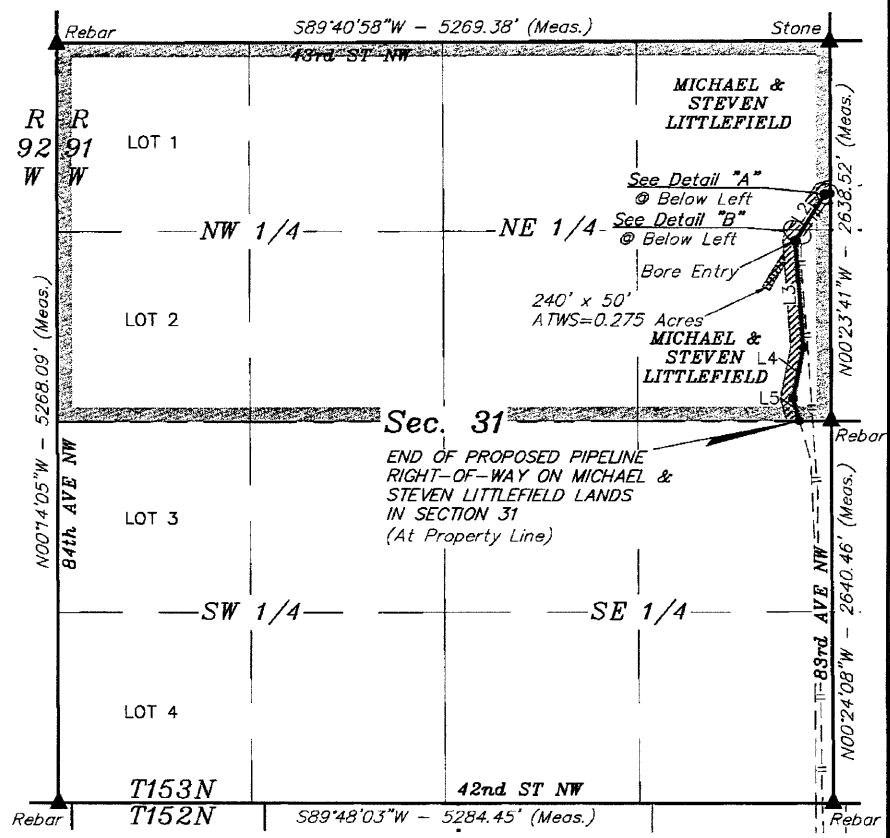 Rebar
S89°40'58"W - 5269.38' (Meas.)
Stone
43rd ST NW
MICHAEL &
STEVEN
LITTLEFIELD
R R
92 91
W W
LOT 1
N00°23'41"W - 2638.52' (Meas.)
See Detail "A"
@ Below Left
L2
See Detail "B"
@ Below Left
NW 1/4
NE 1/4
Bore Entry
L3
240' x 50'
ATWS=0.275 Acres
LOT 2
MICHAEL &
STEVEN
LITTLEFIELD
L4
L5
N00°14'05"W - 5268.09' (Meas.)
84th AVE NW
Sec. 31
Rebar
END OF PROPOSED PIPELINE
RIGHT-OF-WAY ON MICHAEL &
STEVEN LITTLEFIELD LANDS
IN SECTION 31
(At Property Line)
LOT 3
N00°24'08"W - 2640.46' (Meas.)
83rd AVE NW
SW 1/4
SE 1/4
LOT 4
T153N
42nd ST NW
Rebar
T152N
S89°48'03"W - 5284.45' (Meas.)
Rebar